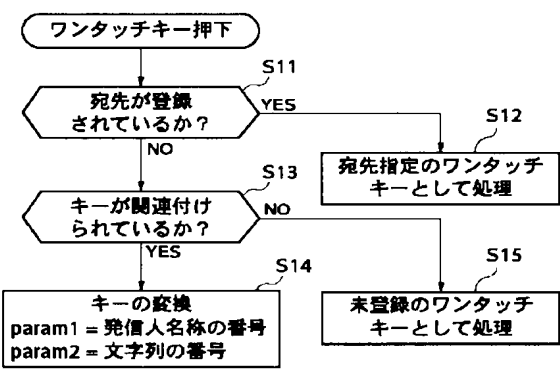 ワンタッチキー押下
S11
宛先が登録
されているか？
YES
S12
NO
宛先指定のワンタッチ
キーとして処理
S13
キーが関連付け
られているか？
NO
YES
S14
キーの変換
param1 = 発信人名称の番号
param2 = 文字列の番号
S15
未登録のワンタッチ
キーとして処理